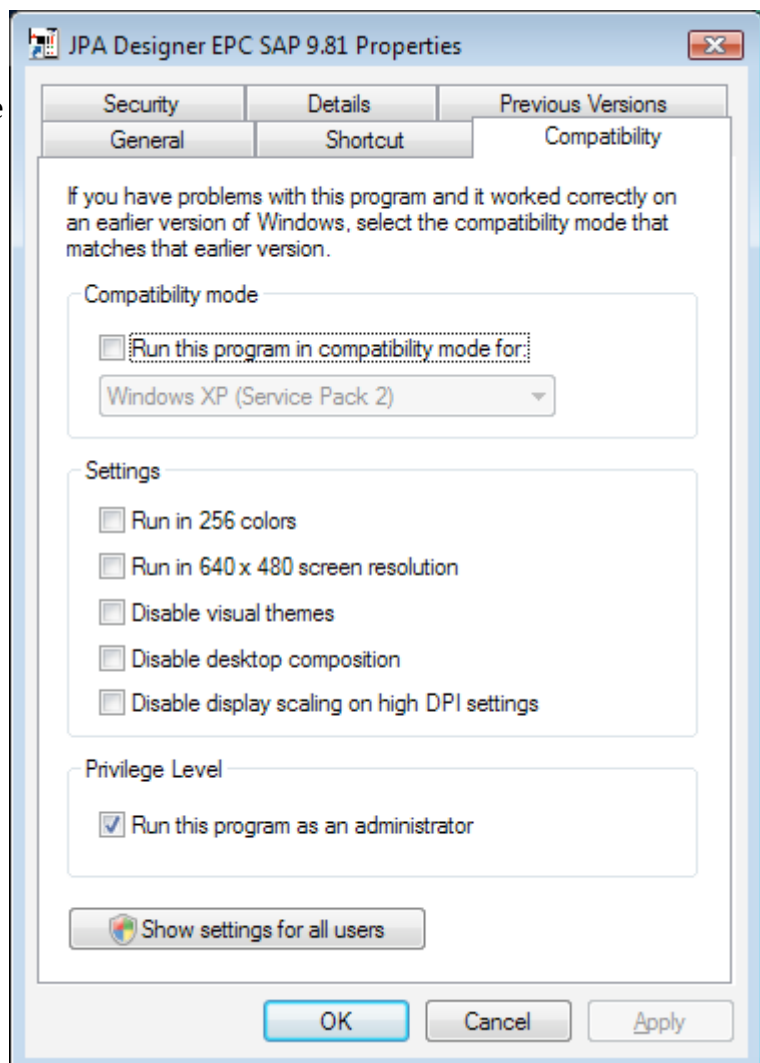 JPA Designer EPC SAP 9.81 Properties
e
Security Details Previous Versions
General Shortcut Compatibility
If you have problems with this program and it worked correctly on
an earlier version of Windows, select the compatibility mode that
matches that earlier version.
Compatibility mode
Run this program in compatibility mode for:
Windows XP (Service Pack 2)
Settings
Run in 256 colors
Run in 640 x 480 screen resolution
Disable visual themes
Disable desktop composition
Disable display scaling on high DPI settings
Privilege Level
Run this program as an administrator
Show settings for all users
OK Cancel Apply